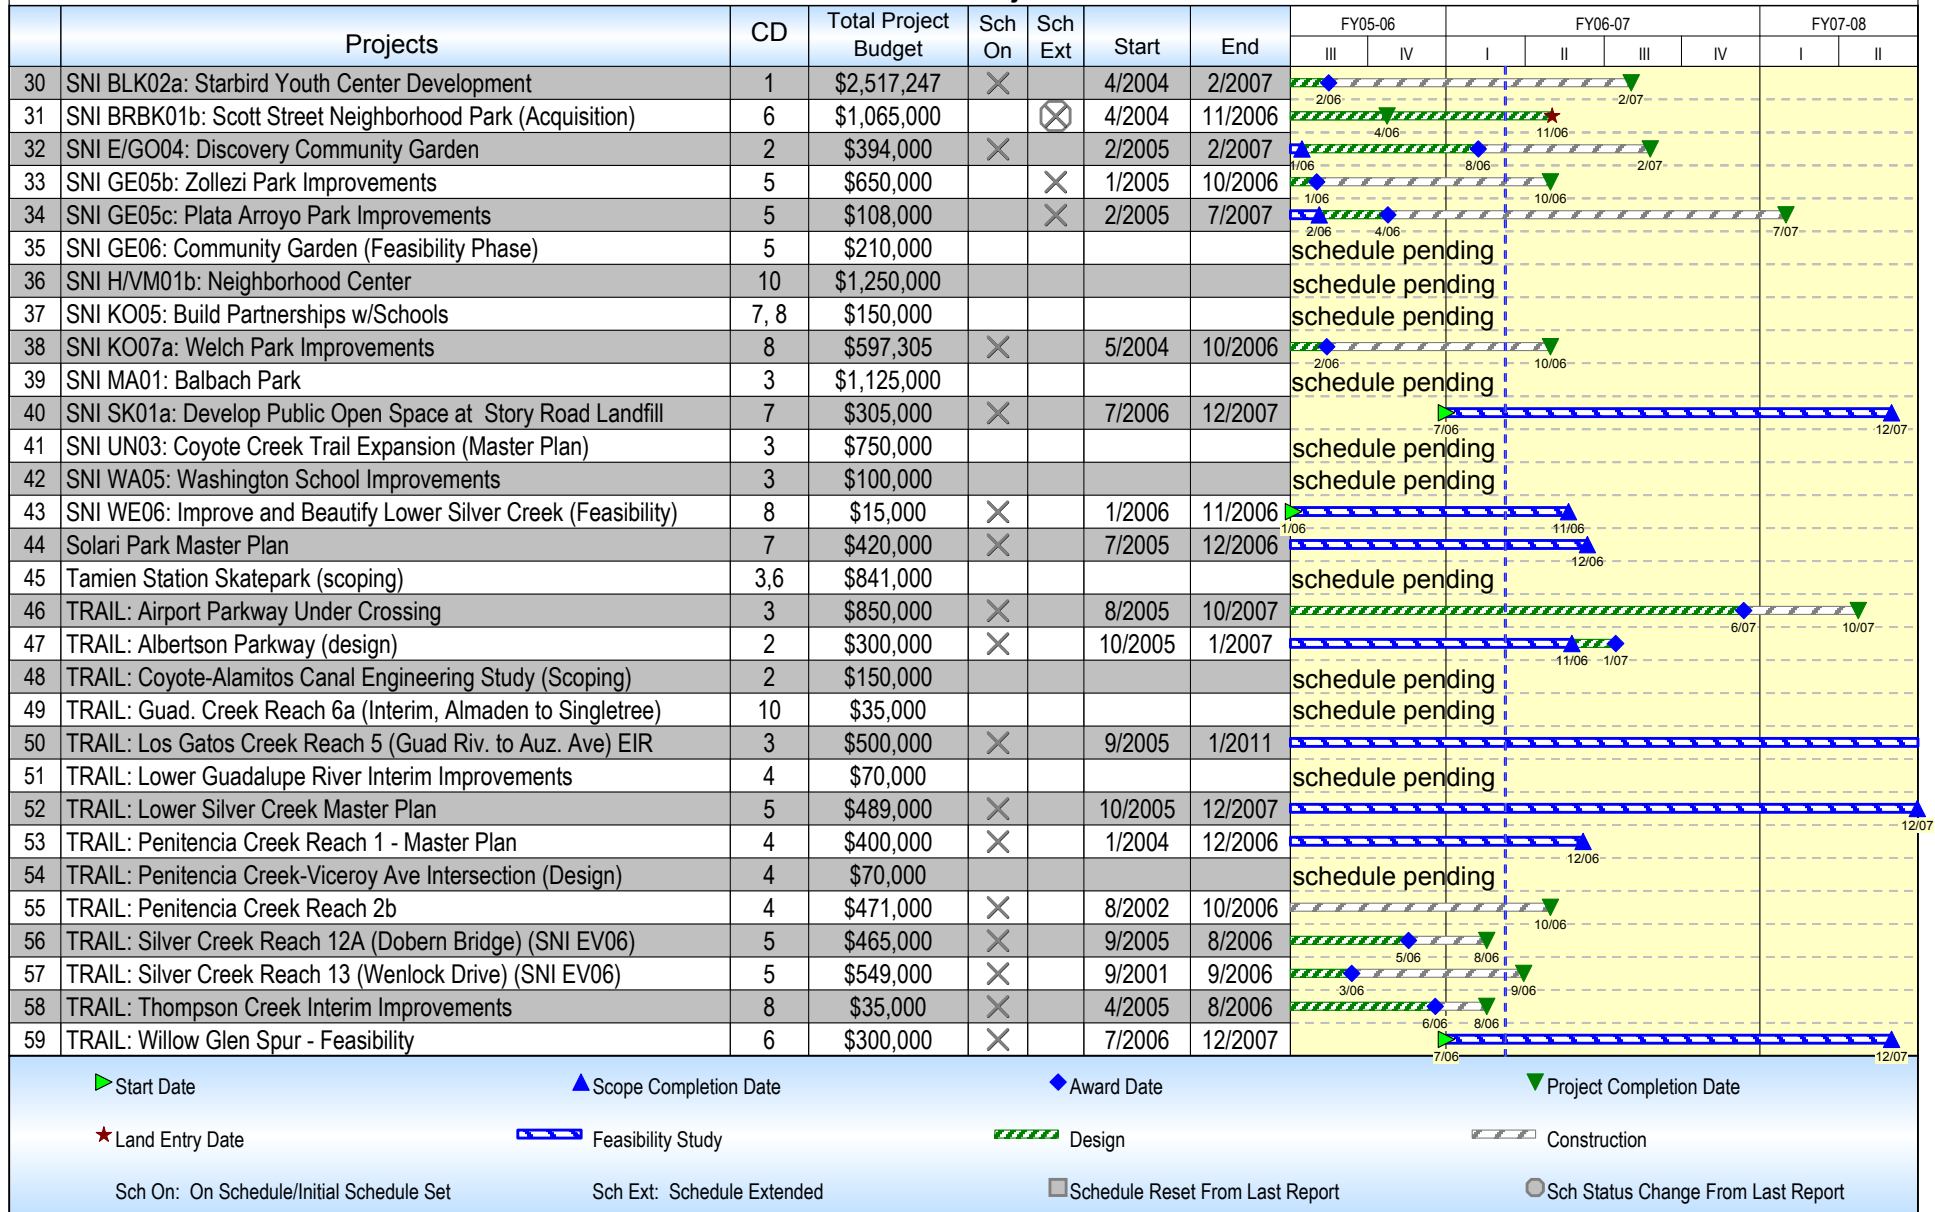 Projects CD Total Project Budget Sch On Sch Ext Start End FY05-06 FY06-07 FY07-08
III IV I II III IV I II
30 SNI BLK02a: Starbird Youth Center Development 1 $2,517,247 4/2004 2/2007 2/06 2/07
31 SNI BRBK01b: Scott Street Neighborhood Park (Acquisition) 6 $1,065,000 4/2004 11/2006 4/06 11/06
32 SNI E/GO04: Discovery Community Garden 2 $394,000 2/2005 2/2007 1/06 8/06 2/07
33 SNI GE05b: Zollezi Park Improvements 5 $650,000 1/2005 10/2006 1/06 10/06
34 SNI GE05c: Plata Arroyo Park Improvements 5 $108,000 2/2005 7/2007 2/06 4/06 7/07
35 SNI GE06: Community Garden (Feasibility Phase) 5 $210,000 schedule pending
36 SNI H/VM01b: Neighborhood Center 10 $1,250,000 schedule pending
37 SNI KO05: Build Partnerships w/Schools 7, 8 $150,000 schedule pending
38 SNI KO07a: Welch Park Improvements 8 $597,305 5/2004 10/2006 2/06 10/06
39 SNI MA01: Balbach Park 3 $1,125,000 schedule pending
40 SNI SK01a: Develop Public Open Space at Story Road Landfill 7 $305,000 7/2006 12/2007 7/06 12/07
41 SNI UN03: Coyote Creek Trail Expansion (Master Plan) 3 $750,000 schedule pending
42 SNI WA05: Washington School Improvements 3 $100,000 schedule pending
43 SNI WE06: Improve and Beautify Lower Silver Creek (Feasibility) 8 $15,000 1/2006 11/2006 1/06 11/06
44 Solari Park Master Plan 7 $420,000 7/2005 12/2006 12/06
45 Tamien Station Skatepark (scoping) 3,6 $841,000 schedule pending
46 TRAIL: Airport Parkway Under Crossing 3 $850,000 8/2005 10/2007 6/07 10/07
47 TRAIL: Albertson Parkway (design) 2 $300,000 10/2005 1/2007 11/06 1/07
48 TRAIL: Coyote-Alamitos Canal Engineering Study (Scoping) 2 $150,000 schedule pending
49 TRAIL: Guad. Creek Reach 6a (Interim, Almaden to Singletree) 10 $35,000 schedule pending
50 TRAIL: Los Gatos Creek Reach 5 (Guad Riv. to Auz. Ave) EIR 3 $500,000 9/2005 1/2011
51 TRAIL: Lower Guadalupe River Interim Improvements 4 $70,000 schedule pending
52 TRAIL: Lower Silver Creek Master Plan 5 $489,000 10/2005 12/2007 12/07
53 TRAIL: Penitencia Creek Reach 1 - Master Plan 4 $400,000 1/2004 12/2006 12/06
54 TRAIL: Penitencia Creek-Viceroy Ave Intersection (Design) 4 $70,000 schedule pending
55 TRAIL: Penitencia Creek Reach 2b 4 $471,000 8/2002 10/2006 10/06
56 TRAIL: Silver Creek Reach 12A (Dobern Bridge) (SNI EV06) 5 $465,000 9/2005 8/2006 5/06 8/06
57 TRAIL: Silver Creek Reach 13 (Wenlock Drive) (SNI EV06) 5 $549,000 9/2001 9/2006 3/06 9/06
58 TRAIL: Thompson Creek Interim Improvements 8 $35,000 4/2005 8/2006 6/06 8/06
59 TRAIL: Willow Glen Spur - Feasibility 6 $300,000 7/2006 12/2007 7/06 12/07
Start Date Scope Completion Date Award Date Project Completion Date
Land Entry Date Feasibility Study Design Construction
Sch On: On Schedule/Initial Schedule Set Sch Ext: Schedule Extended Schedule Reset From Last Report Sch Status Change From Last Report